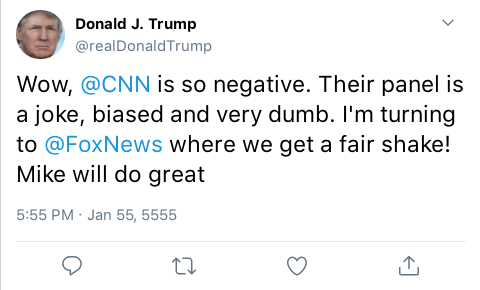 Donald J. Trump
@realDonaldTrump
Wow, @CNN is so negative. Their panel is
a joke, biased and very dumb. I'm turning
to @FoxNews where we get a fair shake!
Mike will do great
5:55 PM · Jan 55, 5555